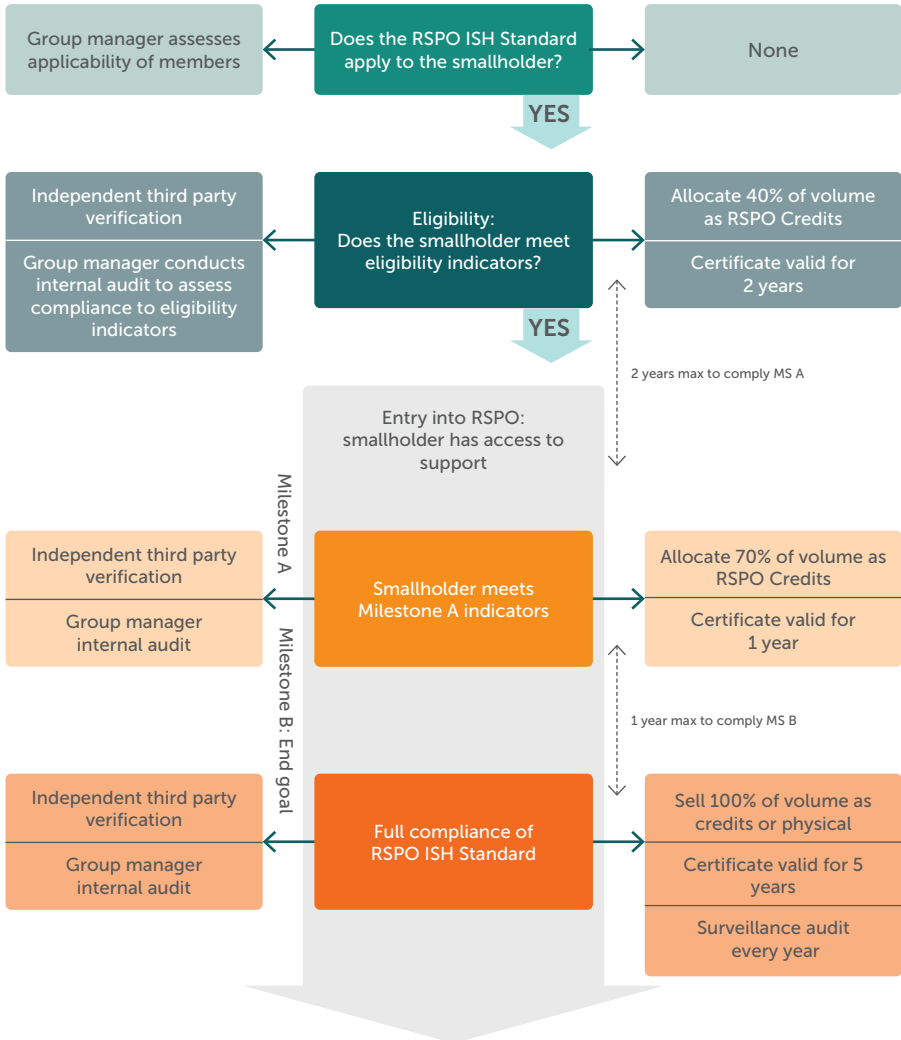 Group manager assesses
applicability of members
Does the RSPO ISH Standard
apply to the smallholder?
None
YES
Independent third party
verification
Group manager conducts
internal audit to assess
compliance to eligibility
indicators
Eligibility:
Does the smallholder meet
eligibility indicators?
Allocate 40% of volume
as RSPO Credits
Certificate valid for
2 years
YES
2 years max to comply MS A
Entry into RSPO:
smallholder has access to
support
Milestone A
Independent third party
verification
Group manager
internal audit
Smallholder meets
Milestone A indicators
Allocate 70% of volume as
RSPO Credits
Certificate valid for
1 year
Milestone B: End goal
1 year max to comply MS B
Independent third party
verification
Group manager
internal audit
Full compliance of
RSPO ISH Standard
Sell 100% of volume as
credits or physical
Certificate valid for 5
years
Surveillance audit
every year